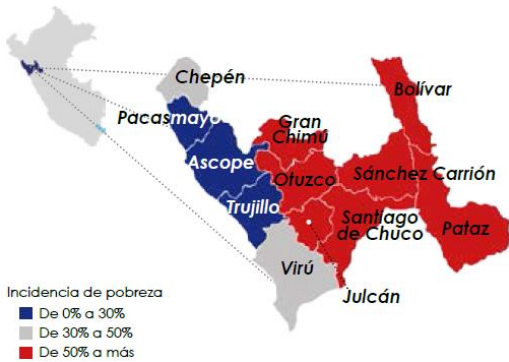 Chepén
Bolívar
Pacasmayo
Gran
Chimú
Ascope
Otuzco
Sánchez Carrión
Trujillo
Santiago
de Chuco
Pataz
Virú
Julcán
Incidencia de pobreza
De 0% a 30%
De 30% a 50%
De 50% a más